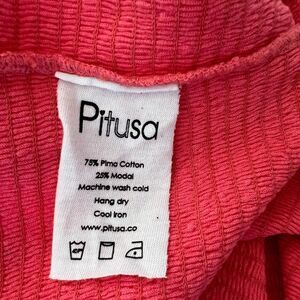 Pitusa
75% Pima Cotton
25% Modal
Machine wash cold
Hang dry
Cool Iron
www.pitusa.co